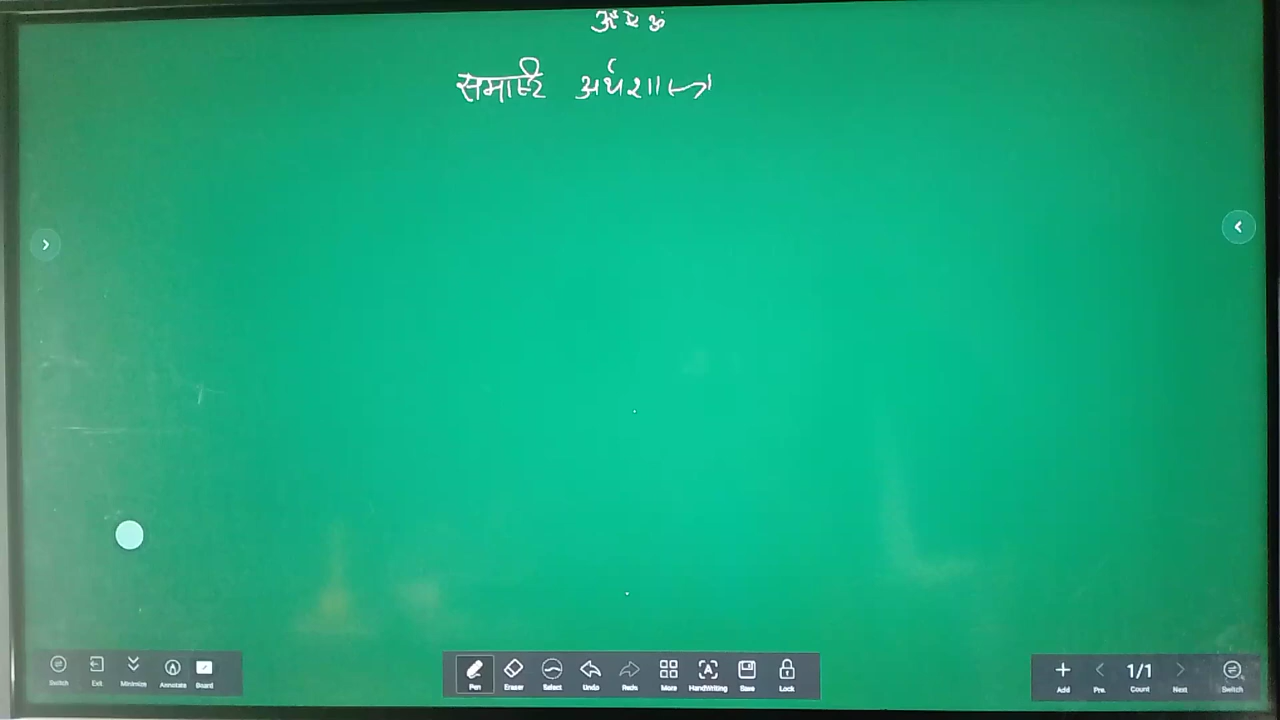 समष्टि अर्थशास्त्र
Switch Exit Minimize Annotate Board Pen Eraser Select Undo Redo More HandWriting Save Lock Add Pre 1/1 Count Next Switch